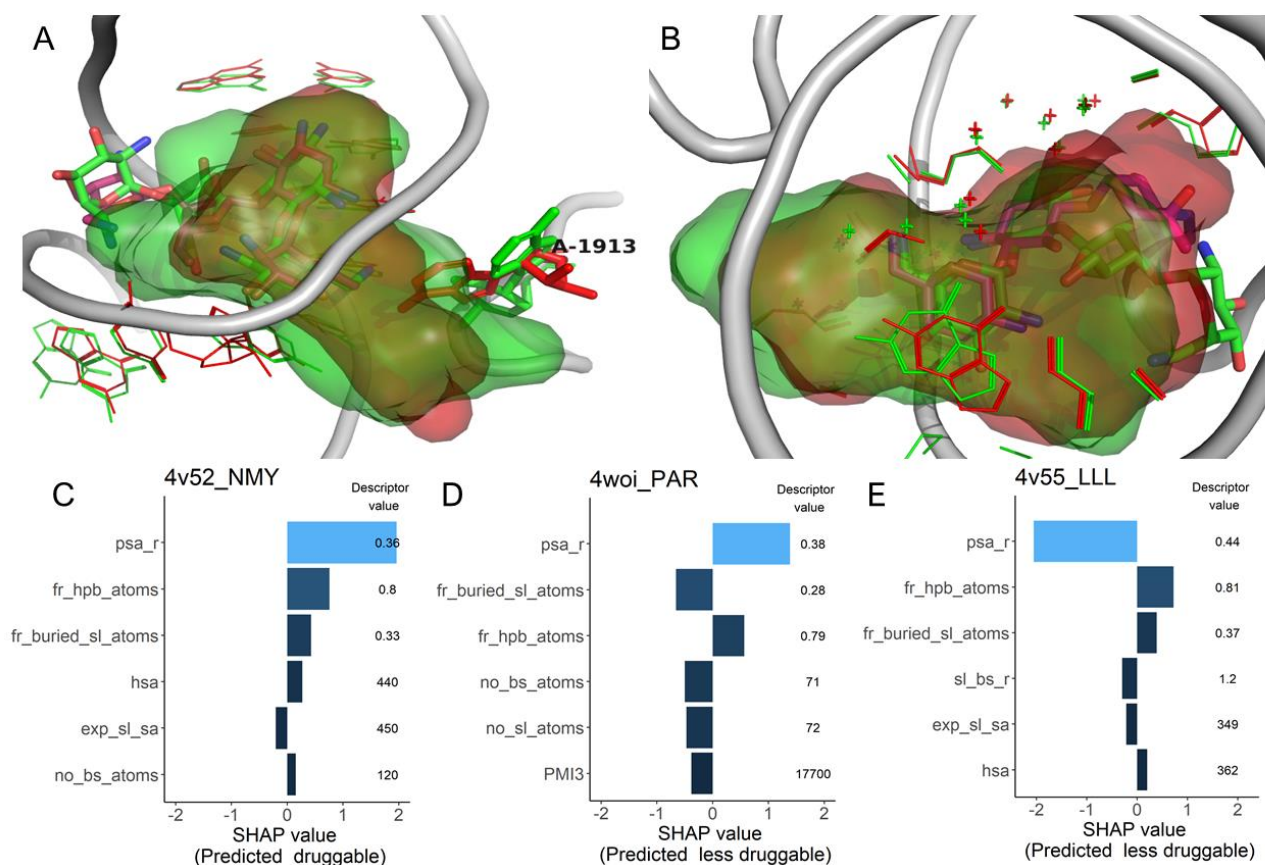 A
B
A-1913
C
4v52_NMY
Descriptor
value
psa_r
0.36
fr_hpb_atoms
0.8
fr_buried_sl_atoms
0.33
hsa
440
exp_sl_sa
450
no_bs_atoms
120
-2 -1 0 1 2
SHAP value
(Predicted druggable)
D
4woi_PAR
Descriptor
value
psa_r
0.38
fr_buried_sl_atoms
0.28
fr_hpb_atoms
0.79
no_bs_atoms
71
no_sl_atoms
72
PMI3
17700
-2 -1 0 1 2
SHAP value
(Predicted less druggable)
E
4v55_LLL
Descriptor
value
psa_r
0.44
fr_hpb_atoms
0.81
fr_buried_sl_atoms
0.37
sl_bs_r
1.2
exp_sl_sa
349
hsa
362
-2 -1 0 1 2
SHAP value
(Predicted less druggable)